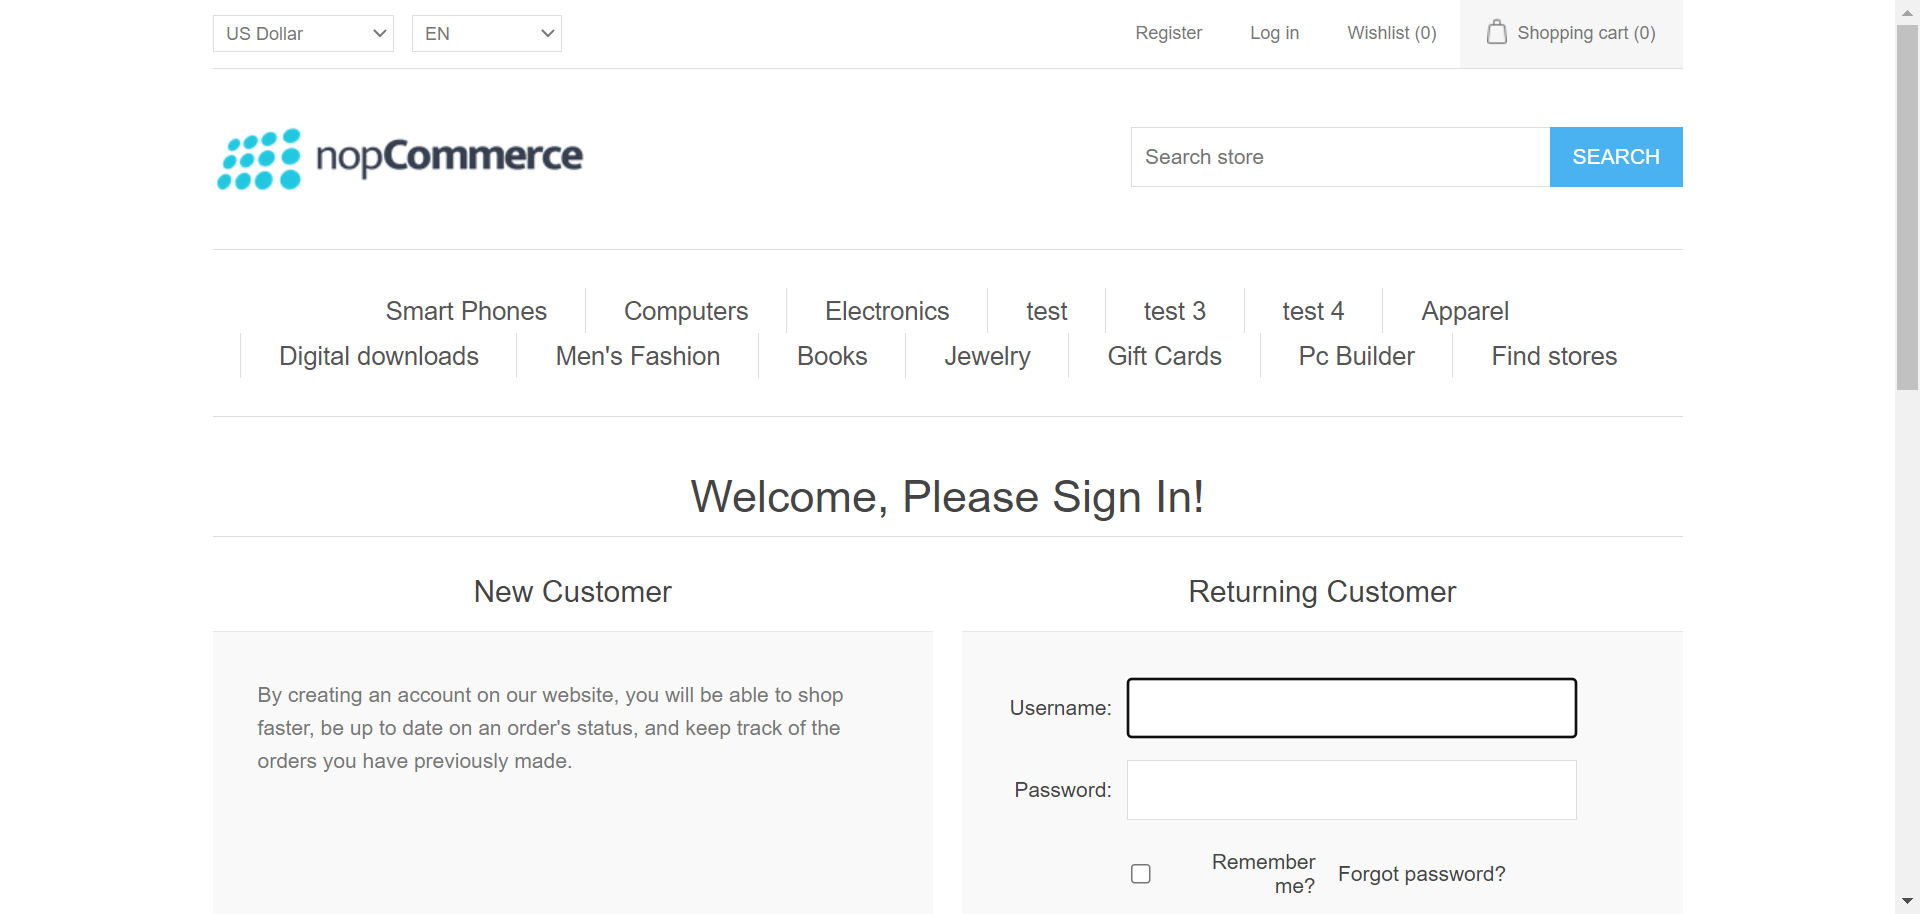 US Dollar EN Register Log in Wishlist (0) Shopping cart (0)
nopCommerce Search store SEARCH
Smart Phones Computers Electronics test test 3 test 4 Apparel
Digital downloads Men's Fashion Books Jewelry Gift Cards Pc Builder Find stores
Welcome, Please Sign In!
New Customer
By creating an account on our website, you will be able to shop
faster, be up to date on an order's status, and keep track of the
orders you have previously made.
Returning Customer
Username:
Password:
Remember
me?
Forgot password?